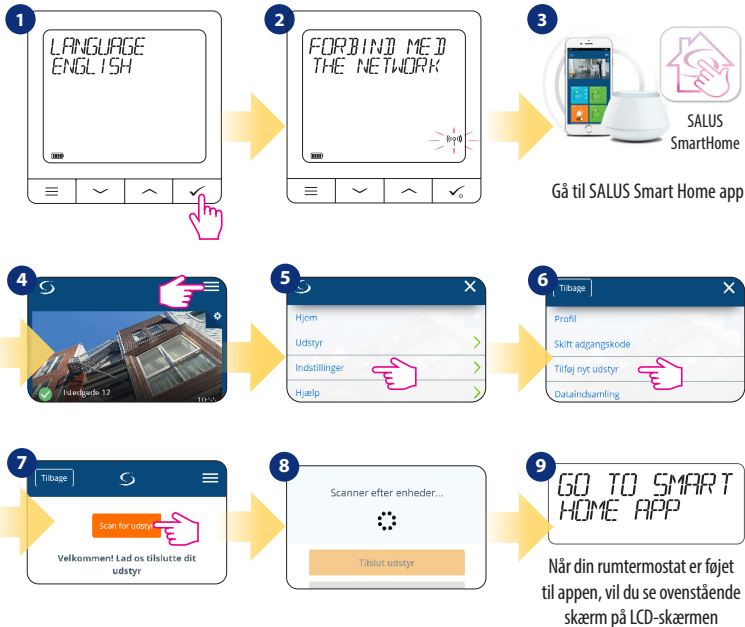 1
LANGUAGE
ENGLISH
2
FORBIND MED
THE NETWORK
3
SALUS
SmartHome
Gå til SALUS Smart Home app
4
Istedgade 12
5
Hjem
Udstyr
Indstillinger
Hjælp
6
Tilbage
Profil
Skift adgangskode
Tilføj nyt udstyr
Dataindsamling
7
Tilbage
Scan for udstyr
Velkommen! Lad os tilslutte dit
udstyr
8
Scanner efter enheder...
Tilslut udstyr
9
GO TO SMART
HOME APP
Når din rumtermostat er føjet
til appen, vil du se ovenstående
skærm på LCD-skærmen